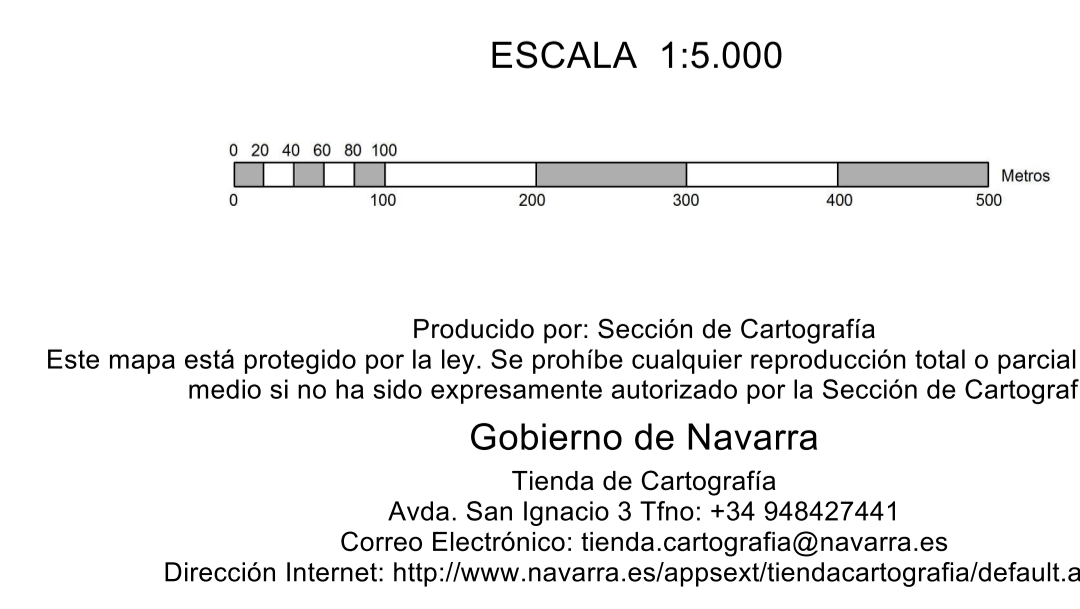 ESCALA 1:5.000
0 20 40 60 80 100
Metros
0 100 200 300 400 500
Producido por: Sección de Cartografía
Este mapa está protegido por la ley. Se prohíbe cualquier reproducción total o parcial
medio si no ha sido expresamente autorizado por la Sección de Cartograf
Gobierno de Navarra
Tienda de Cartografía
Avda. San Ignacio 3 Tfno: +34 948427441
Correo Electrónico: tienda.cartografia@navarra.es
Dirección Internet: http://www.navarra.es/appsext/tiendacartografia/default.a